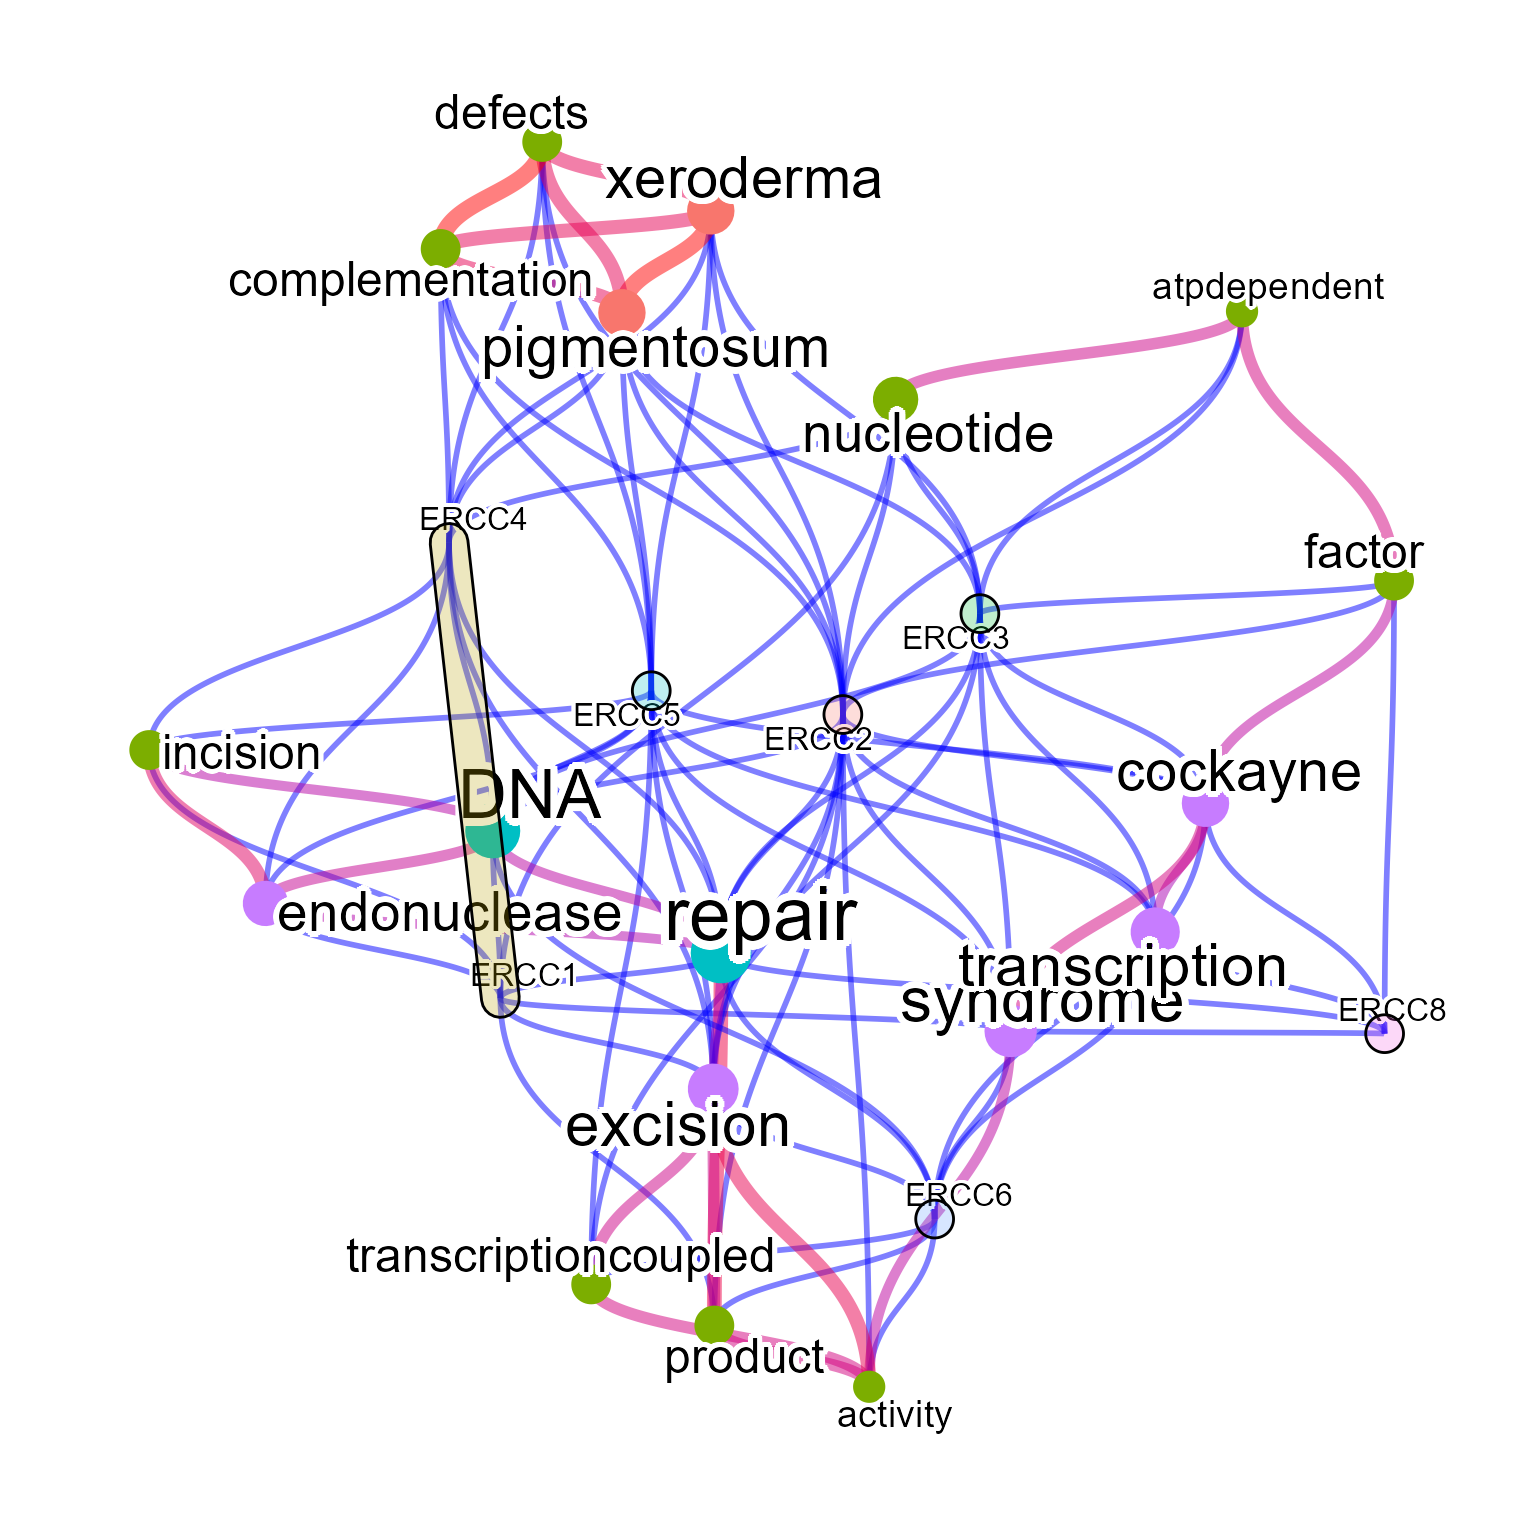 defects
xeroderma
complementation
atpdependent
pigmentosum
nucleotide
ERCC4
factor
ERCC3
ERCC5
ERCC2
incision
cockayne
DNA
endonuclease
repair
transcription
ERCC1
syndrome
ERCC8
excision
ERCC6
transcriptioncoupled
product
activity